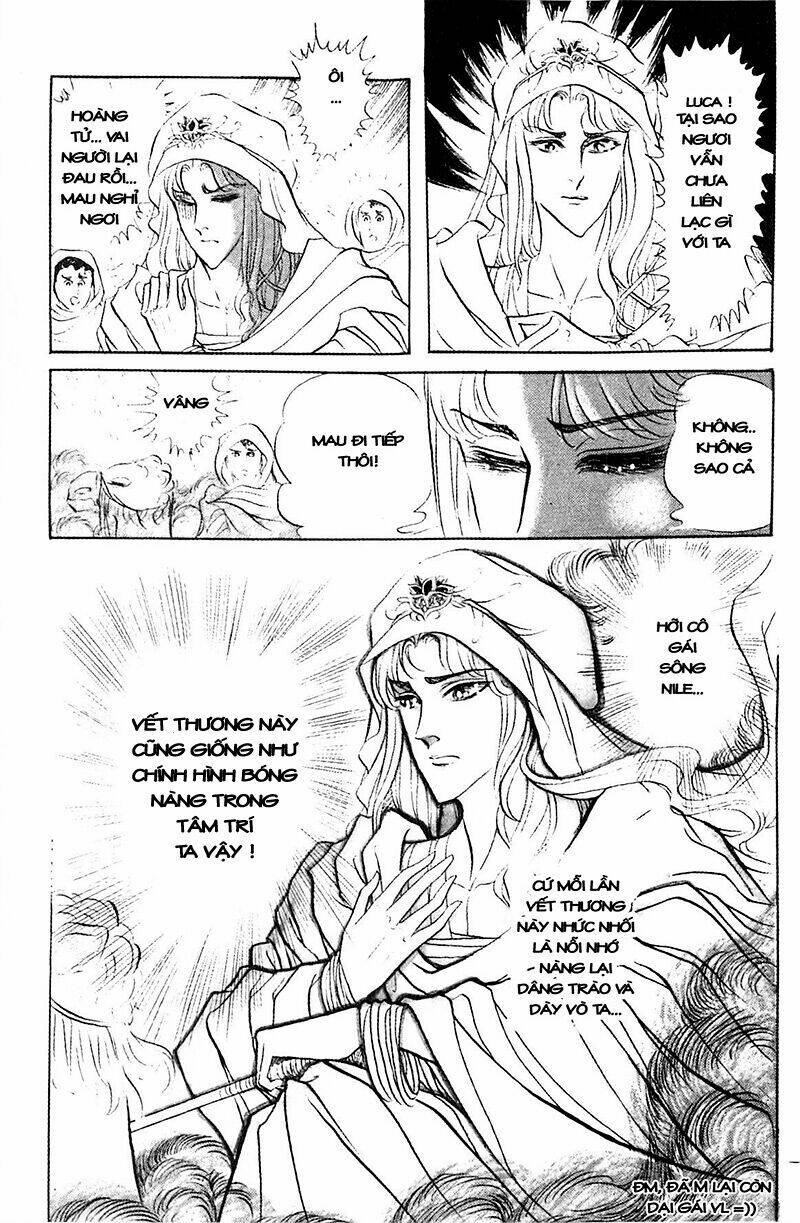 LUCA !
TẠI SAO
NGƯƠI
VẪN
CHƯA
LIÊN
LẠC GÌ
VỚI TA
ÔI
...
HOÀNG
TỬ... VAI
NGƯỜI LẠI
ĐAU RỒI...
MAU NGHỈ
NGƠI
KHÔNG..
KHÔNG
SAO CẢ
MAU ĐI TIẾP
THÔI!
VÂNG
HỠI CÔ
GÁI
SÔNG
NILE...
VẾT THƯƠNG NÀY
CŨNG GIỐNG NHƯ
CHÍNH HÌNH BÓNG
NÀNG TRONG
TÂM TRÍ
TA VẬY !
CỨ MỖI LẦN
VẾT THƯƠNG
NÀY NHỨC NHỐI
LÀ NỖI NHỚ
NÀNG LẠI
DÂNG TRÀO VÀ
DÀY VÒ TA...
ĐM, ĐÃ M LẠI CÒN
DẠI GÁI VL =))